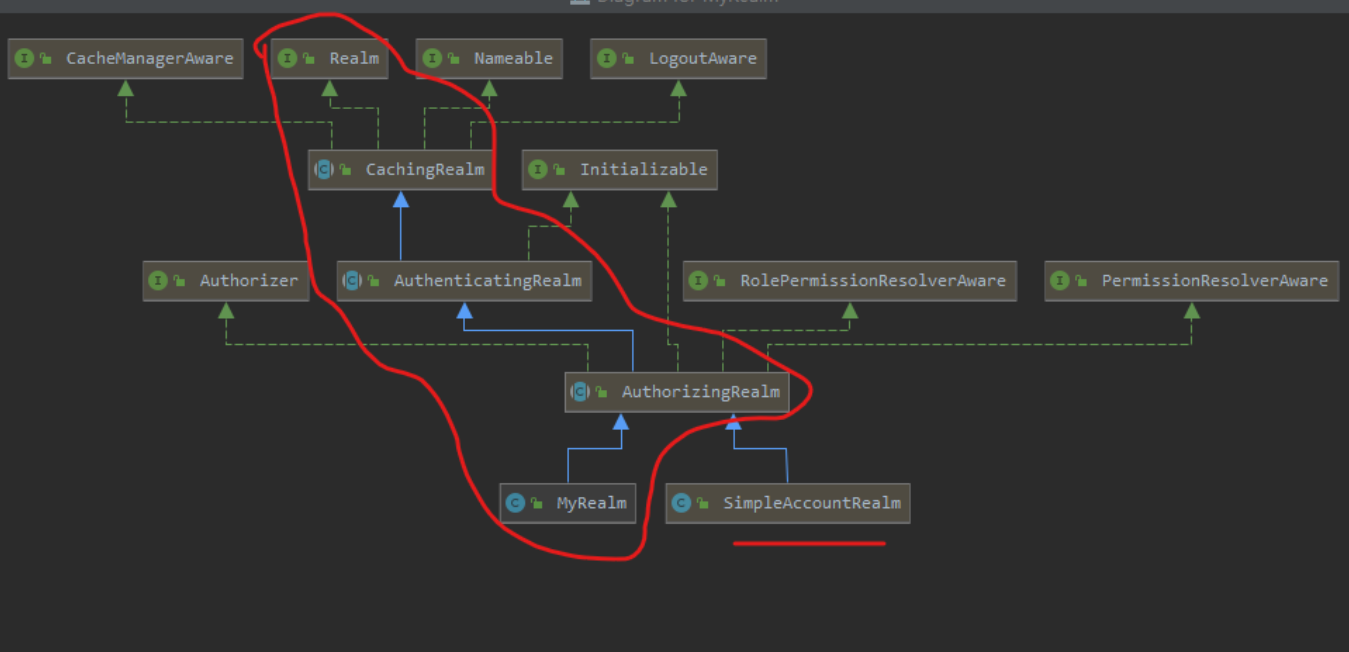 Diagram for MyRealm
CacheManagerAware
Realm
Nameable
LogoutAware
CachingRealm
Initializable
Authorizer
AuthenticatingRealm
RolePermissionResolverAware
PermissionResolverAware
AuthorizingRealm
MyRealm
SimpleAccountRealm